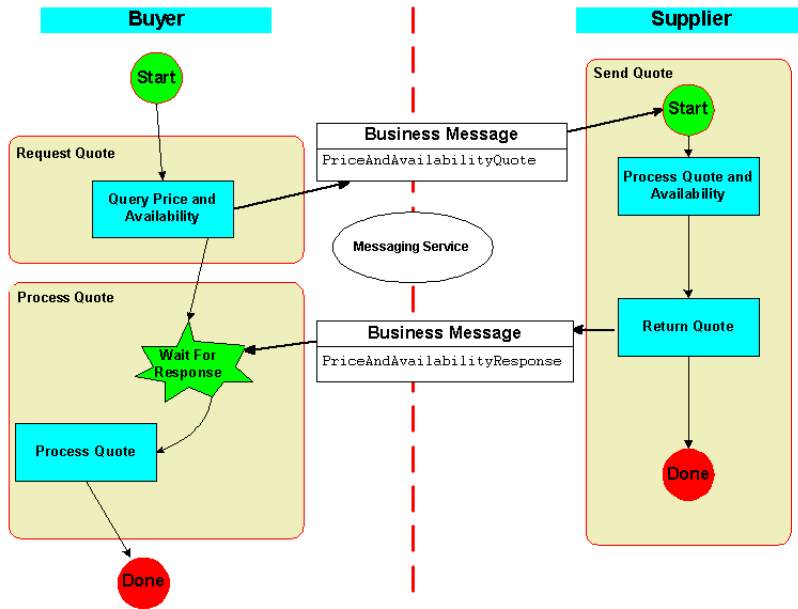 Buyer
Supplier
Start
Request Quote
Query Price and
Availability
Business Message
PriceAndAvailabilityQuote
Send Quote
Start
Process Quote and
Availability
Messaging Service
Process Quote
Wait For
Response
Business Message
PriceAndAvailabilityResponse
Return Quote
Process Quote
Done
Done